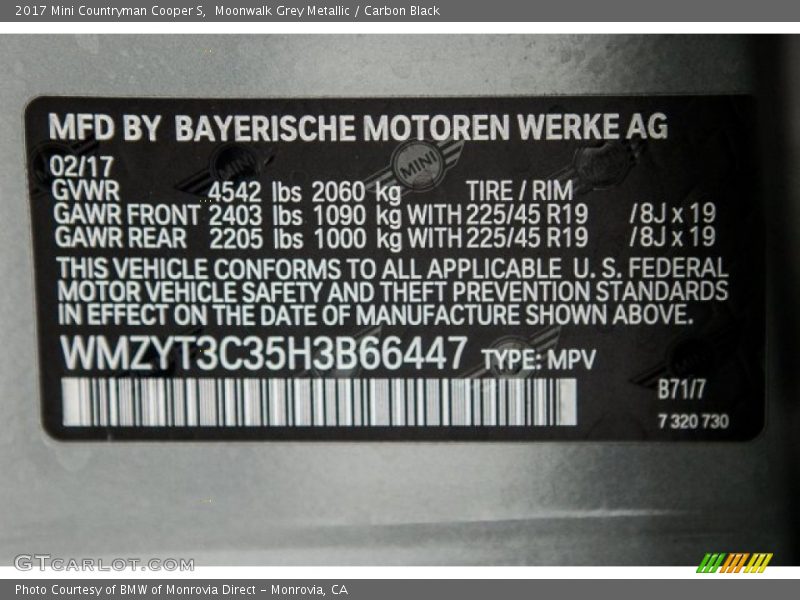 2017 Mini Countryman Cooper S,  Moonwalk Grey Metallic / Carbon Black
MFD BY BAYERISCHE MOTOREN WERKE AG
02/17
MINI
GVWR 4542 lbs 2060 kg TIRE / RIM
GAWR FRONT 2403 lbs 1090 kg WITH 225/45 R19 /8J x 19
GAWR REAR 2205 lbs 1000 kg WITH 225/45 R19 /8J x 19
THIS VEHICLE CONFORMS TO ALL APPLICABLE U. S. FEDERAL
MOTOR VEHICLE SAFETY AND THEFT PREVENTION STANDARDS
IN EFFECT ON THE DATE OF MANUFACTURE SHOWN ABOVE.
WMZYT3C35H3B66447 TYPE: MPV
B71/7
7 320 730
GTcarlot.com
Photo Courtesy of BMW of Monrovia Direct – Monrovia, CA